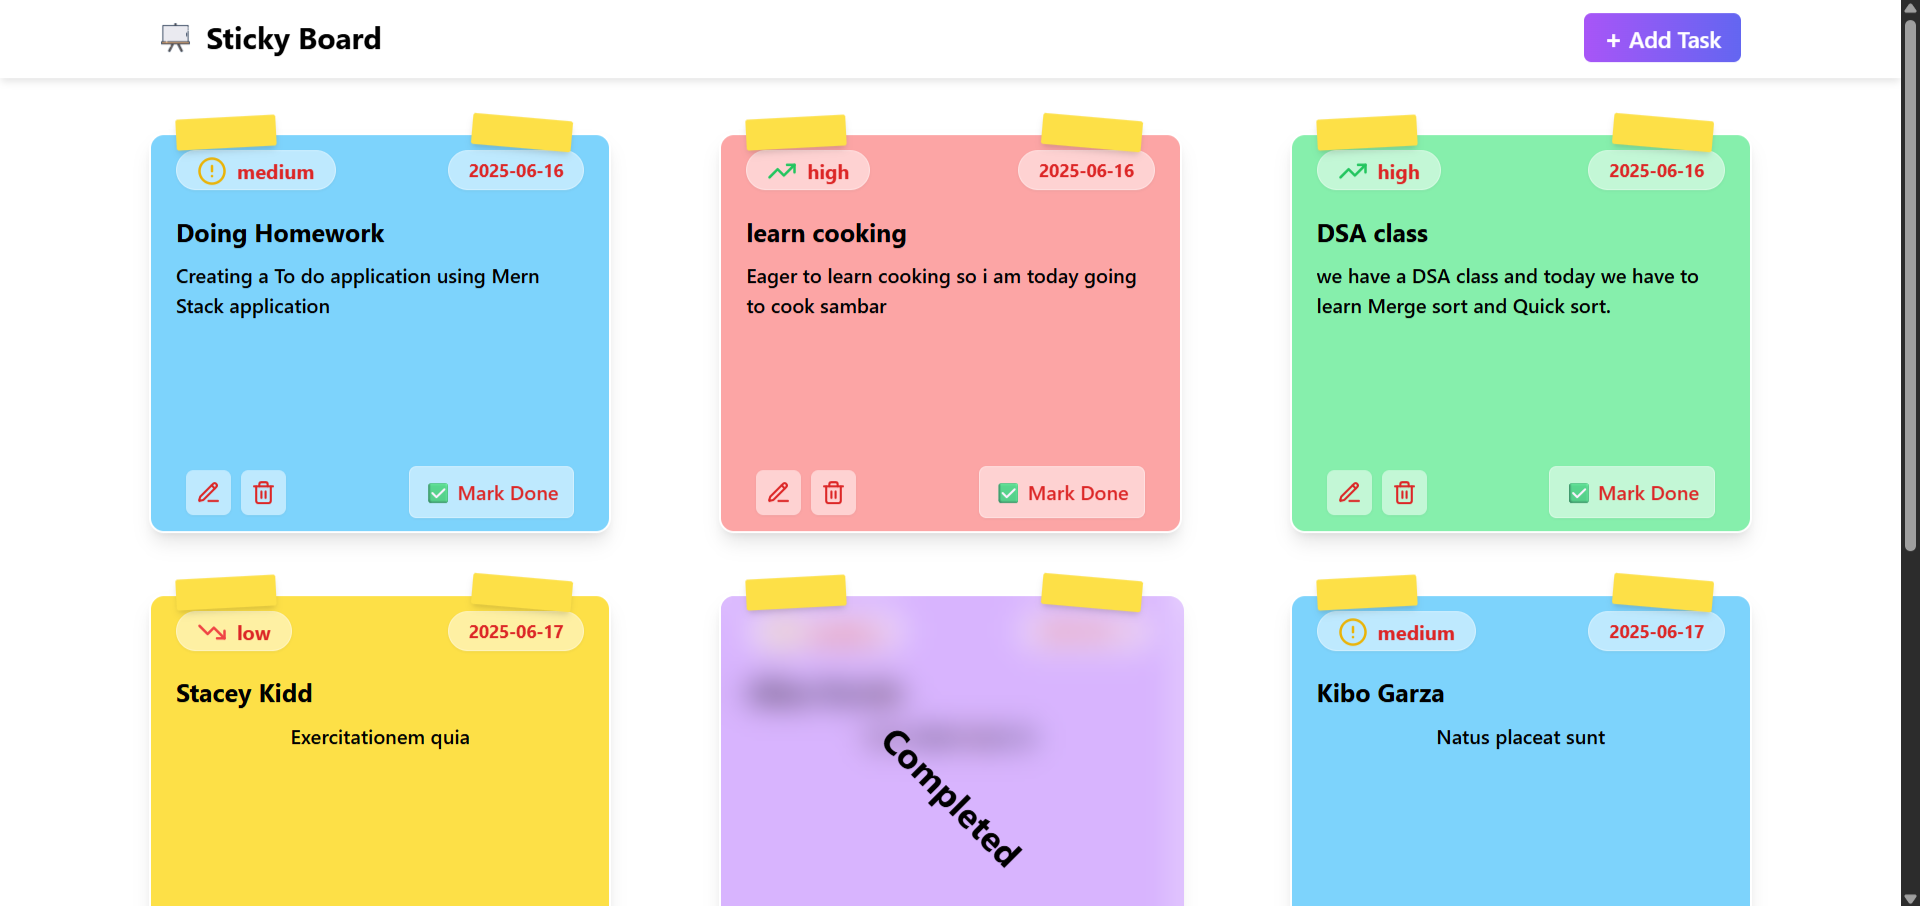 Sticky Board
+ Add Task
medium
2025-06-16
Doing Homework
Creating a To do application using Mern
Stack application
Mark Done
high
2025-06-16
learn cooking
Eager to learn cooking so i am today going
to cook sambar
Mark Done
high
2025-06-16
DSA class
we have a DSA class and today we have to
learn Merge sort and Quick sort.
Mark Done
low
2025-06-17
Stacey Kidd
Exercitationem quia
Completed
medium
2025-06-17
Kibo Garza
Natus placeat sunt